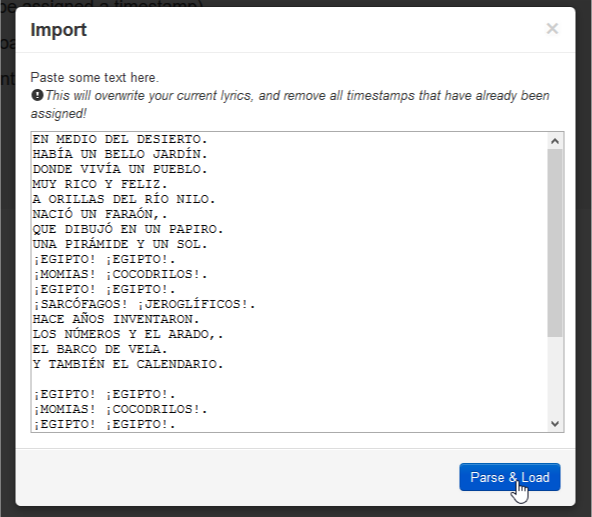 be assigned a timestamp)
Import
×
Paste some text here.
This will overwrite your current lyrics, and remove all timestamps that have already been
assigned!
EN MEDIO DEL DESIERTO.
HABÍA UN BELLO JARDÍN.
DONDE VIVÍA UN PUEBLO.
MUY RICO Y FELIZ.
A ORILLAS DEL RÍO NILO.
NACIÓ UN FARAÓN,.
QUE DIBUJÓ EN UN PAPIRO.
UNA PIRÁMIDE Y UN SOL.
¡EGIPTO! ¡EGIPTO!.
¡MOMIAS! ¡COCODRILOS!.
¡EGIPTO! ¡EGIPTO!.
¡SARCÓFAGOS! ¡JEROGLÍFICOS!.
HACE AÑOS INVENTARON.
LOS NÚMEROS Y EL ARADO,.
EL BARCO DE VELA.
Y TAMBIÉN EL CALENDARIO.
¡EGIPTO! ¡EGIPTO!.
¡MOMIAS! ¡COCODRILOS!.
¡EGIPTO! ¡EGIPTO!.
Parse & Load